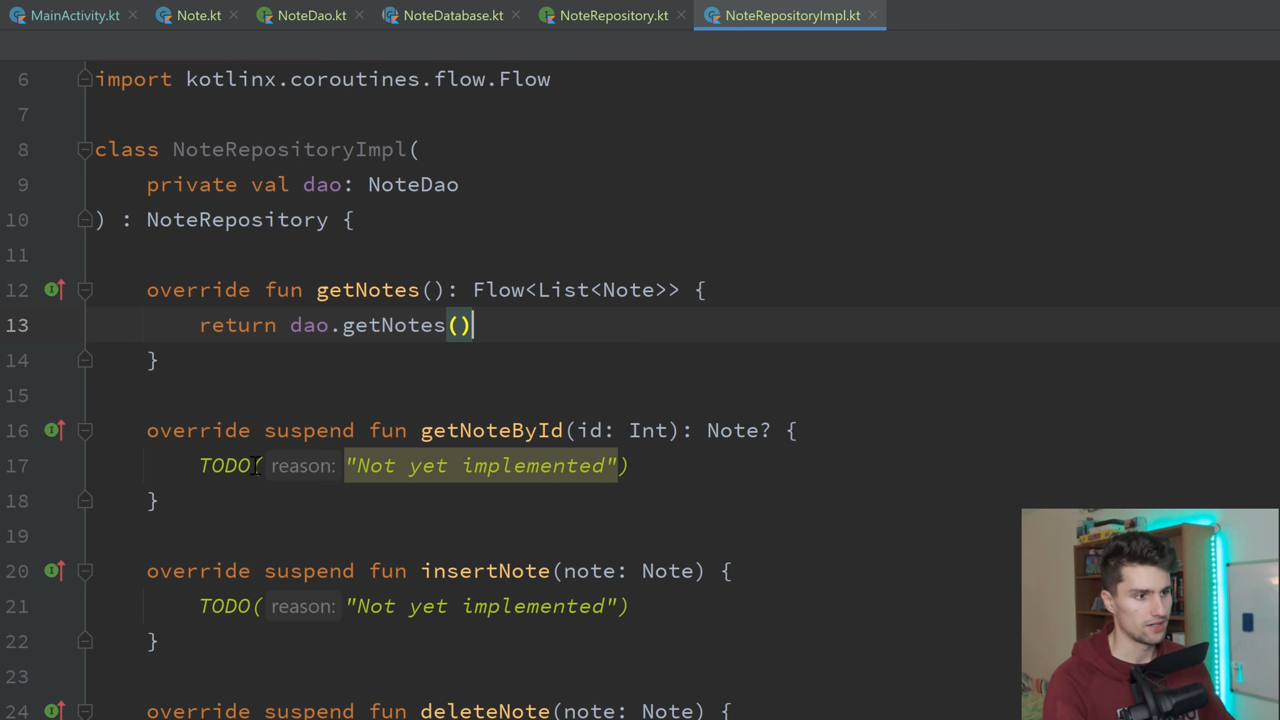 MainActivity.kt Note.kt NoteDao.kt NoteDatabase.kt NoteRepository.kt NoteRepositoryImpl.kt
6 import kotlinx.coroutines.flow.Flow
7
8 class NoteRepositoryImpl(
9 private val dao: NoteDao
10 ) : NoteRepository {
11
12 override fun getNotes(): Flow<List<Note>> {
13 return dao.getNotes()
14 }
15
16 override suspend fun getNoteById(id: Int): Note? {
17 TODO( reason: "Not yet implemented")
18 }
19
20 override suspend fun insertNote(note: Note) {
21 TODO( reason: "Not yet implemented")
22 }
23
24 override suspend fun deleteNote(note: Note) {